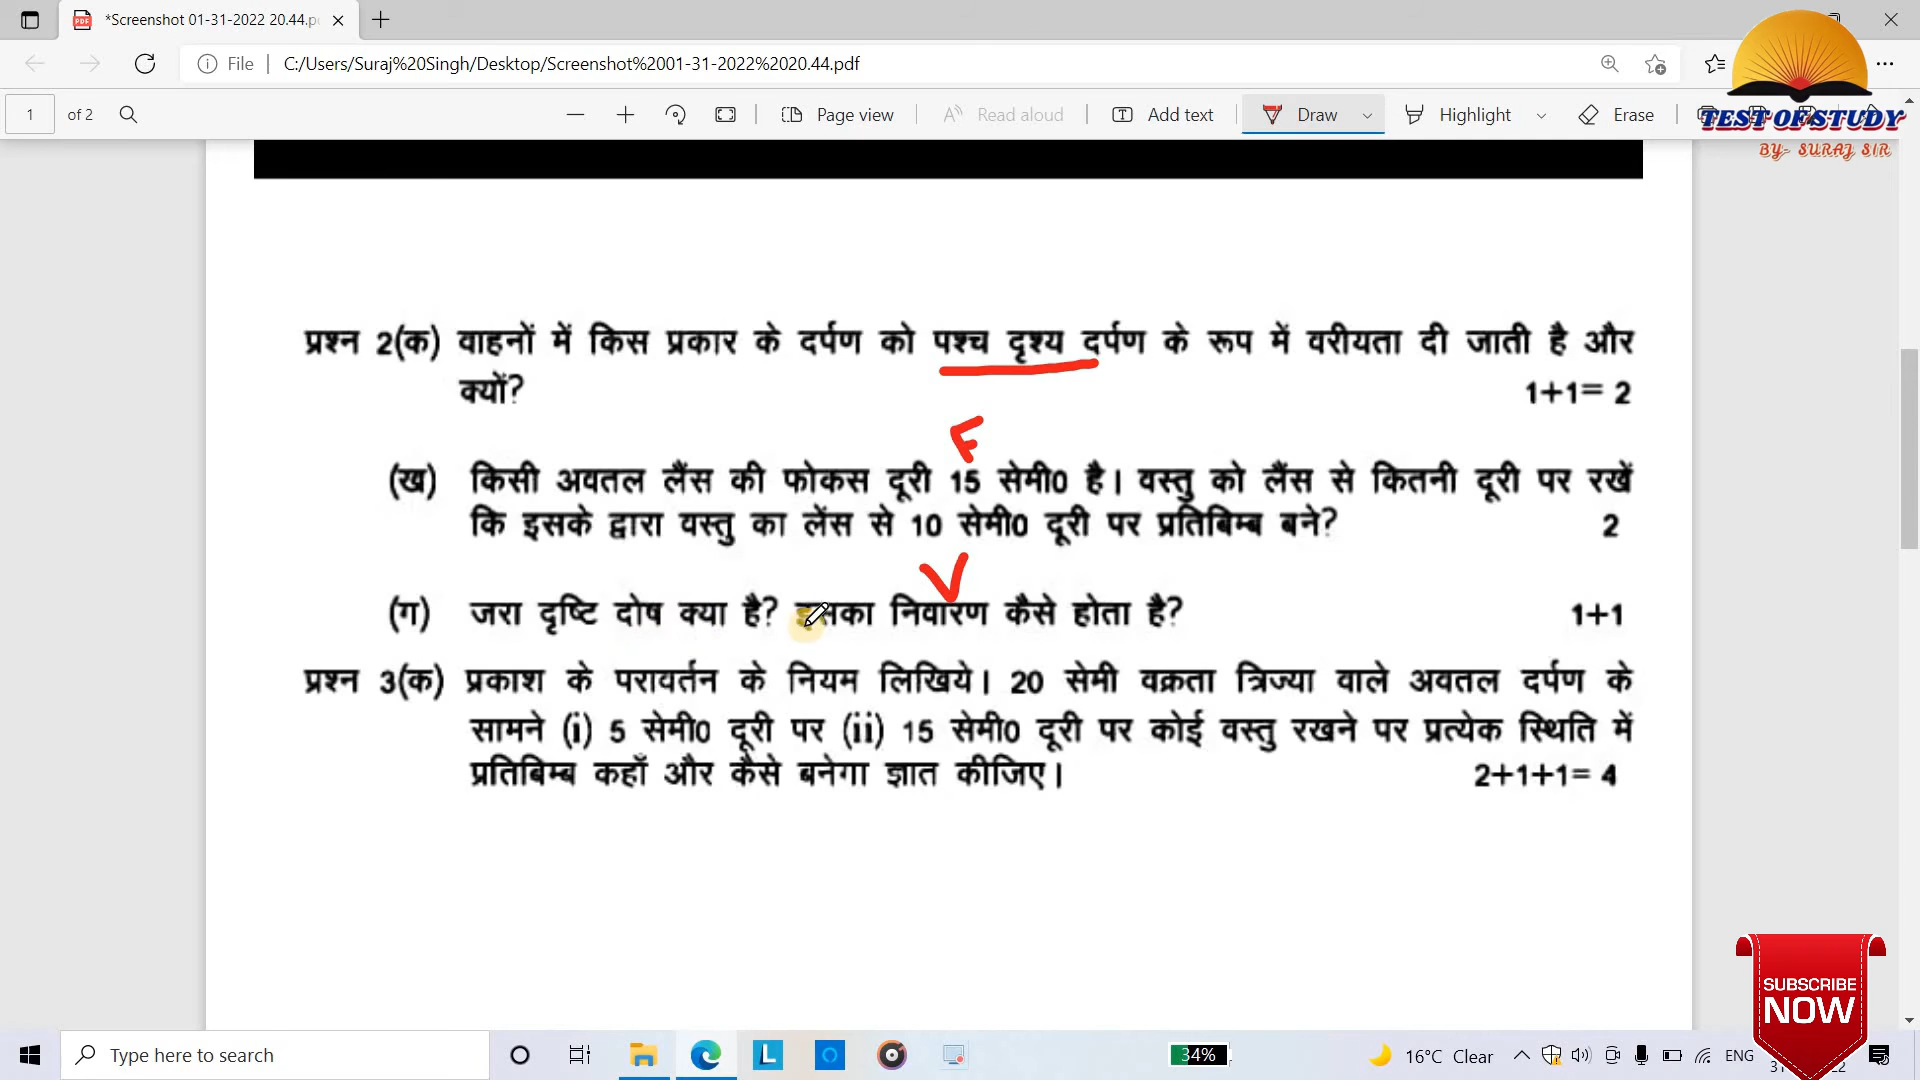 *Screenshot 01-31-2022 20.44.p
File C:/Users/Suraj%20Singh/Desktop/Screenshot%2001-31-2022%2020.44.pdf
1 of 2 Page view Read aloud Add text Draw Highlight Erase
TEST OF STUDY
BY- SURAJ SIR
प्रश्न 2(क) वाहनों में किस प्रकार के दर्पण को पश्च दृश्य दर्पण के रूप में वरीयता दी जाती है और
क्यों? 1+1= 2
F
(ख) किसी अवतल लैंस की फोकस दूरी 15 सेमी0 है। वस्तु को लैंस से कितनी दूरी पर रखें
कि इसके द्वारा वस्तु का लेंस से 10 सेमी0 दूरी पर प्रतिबिम्ब बने? 2
V
(ग) जरा दृष्टि दोष क्या है? इसका निवारण कैसे होता है? 1+1
प्रश्न 3(क) प्रकाश के परावर्तन के नियम लिखिये। 20 सेमी वक्रता त्रिज्या वाले अवतल दर्पण के
सामने (i) 5 सेमी0 दूरी पर (ii) 15 सेमी0 दूरी पर कोई वस्तु रखने पर प्रत्येक स्थिति में
प्रतिबिम्ब कहाँ और कैसे बनेगा ज्ञात कीजिए। 2+1+1= 4
SUBSCRIBE
NOW
Type here to search 34% 16°C Clear ENG